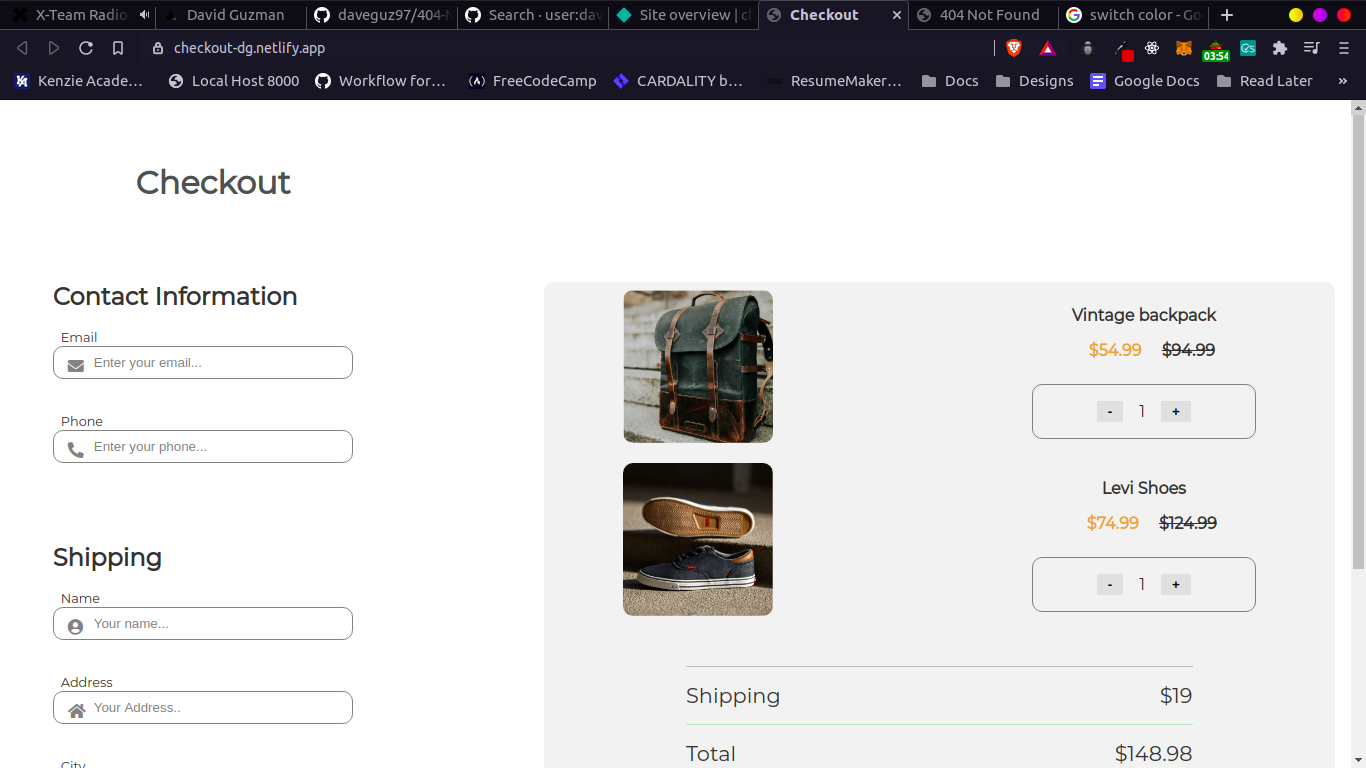 X-Team Radio
David Guzman
daveguz97/404-N
Search · user:dav
Site overview | ch
Checkout
404 Not Found
switch color - Go
checkout-dg.netlify.app
03:54
Kenzie Acade…
Local Host 8000
Workflow for…
FreeCodeCamp
CARDALITY b…
ResumeMaker…
Docs
Designs
Google Docs
Read Later
»
Checkout
Contact Information
Email
Enter your email...
Phone
Enter your phone...
Shipping
Name
Your name...
Address
Your Address..
City
Vintage backpack
$54.99 $94.99
- 1 +
Levi Shoes
$74.99 $124.99
- 1 +
Shipping $19
Total $148.98